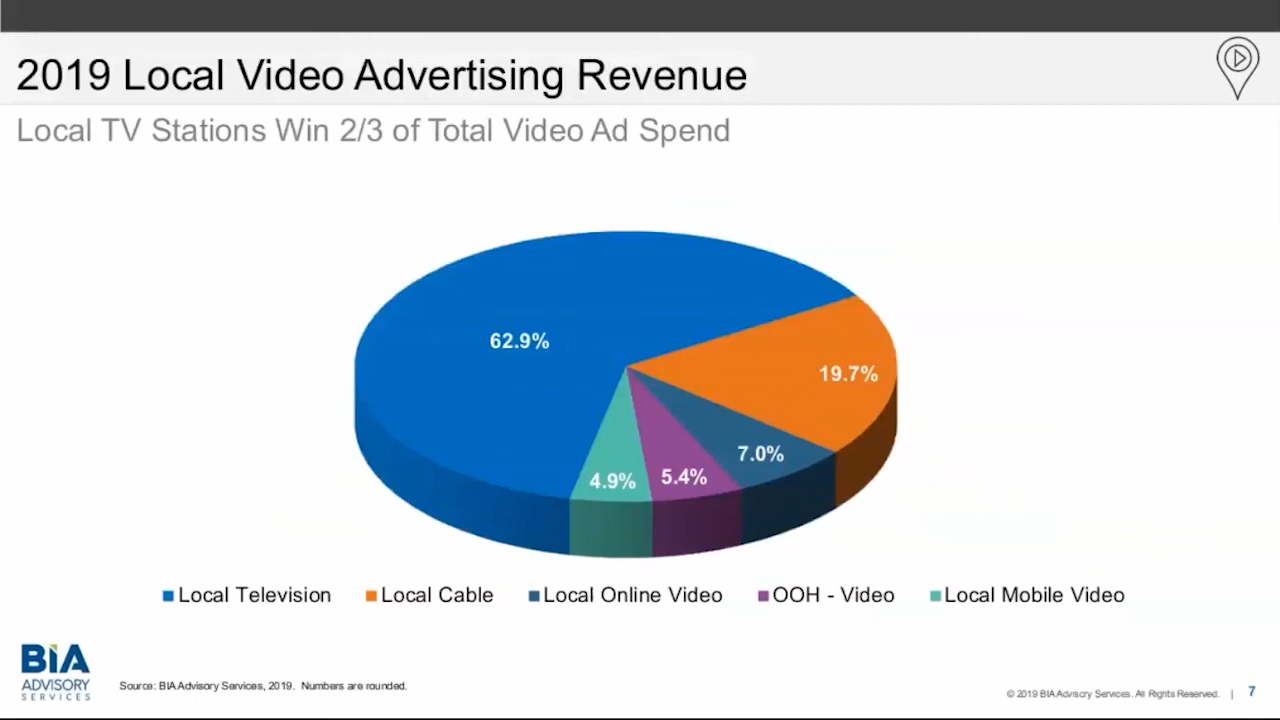 2019 Local Video Advertising Revenue
Local TV Stations Win 2/3 of Total Video Ad Spend
62.9%
19.7%
7.0%
5.4%
4.9%
Local Television Local Cable Local Online Video OOH - Video Local Mobile Video
BIA
ADVISORY
SERVICES
Source: BIA Advisory Services, 2019. Numbers are rounded.
© 2019 BIA Advisory Services. All Rights Reserved. | 7